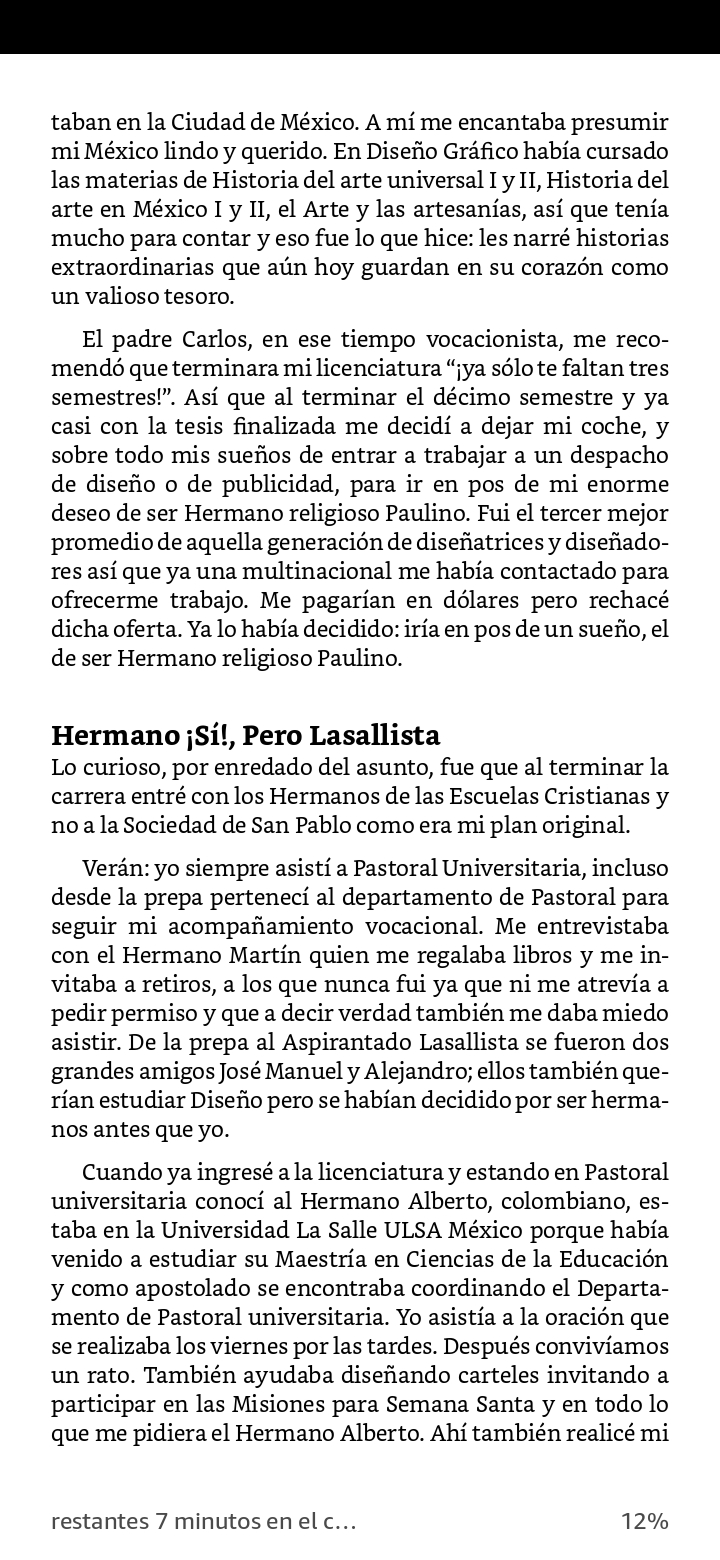 taban en la Ciudad de México. A mí me encantaba presumir
mi México lindo y querido. En Diseño Gráfico había cursado
las materias de Historia del arte universal I y II, Historia del
arte en México I y II, el Arte y las artesanías, así que tenía
mucho para contar y eso fue lo que hice: les narré historias
extraordinarias que aún hoy guardan en su corazón como
un valioso tesoro.
El padre Carlos, en ese tiempo vocacionista, me reco-
mendó que terminara mi licenciatura “¡ya sólo te faltan tres
semestres!”. Así que al terminar el décimo semestre y ya
casi con la tesis finalizada me decidí a dejar mi coche, y
sobre todo mis sueños de entrar a trabajar a un despacho
de diseño o de publicidad, para ir en pos de mi enorme
deseo de ser Hermano religioso Paulino. Fui el tercer mejor
promedio de aquella generación de diseñatrices y diseñado-
res así que ya una multinacional me había contactado para
ofrecerme trabajo. Me pagarían en dólares pero rechacé
dicha oferta. Ya lo había decidido: iría en pos de un sueño, el
de ser Hermano religioso Paulino.
Hermano ¡Sí!, Pero Lasallista
Lo curioso, por enredado del asunto, fue que al terminar la
carrera entré con los Hermanos de las Escuelas Cristianas y
no a la Sociedad de San Pablo como era mi plan original.
Verán: yo siempre asistí a Pastoral Universitaria, incluso
desde la prepa pertenecí al departamento de Pastoral para
seguir mi acompañamiento vocacional. Me entrevistaba
con el Hermano Martín quien me regalaba libros y me in-
vitaba a retiros, a los que nunca fui ya que ni me atrevía a
pedir permiso y que a decir verdad también me daba miedo
asistir. De la prepa al Aspirantado Lasallista se fueron dos
grandes amigos José Manuel y Alejandro; ellos también que-
rían estudiar Diseño pero se habían decidido por ser herma-
nos antes que yo.
Cuando ya ingresé a la licenciatura y estando en Pastoral
universitaria conocí al Hermano Alberto, colombiano, es-
taba en la Universidad La Salle ULSA México porque había
venido a estudiar su Maestría en Ciencias de la Educación
y como apostolado se encontraba coordinando el Departa-
mento de Pastoral universitaria. Yo asistía a la oración que
se realizaba los viernes por las tardes. Después convivíamos
un rato. También ayudaba diseñando carteles invitando a
participar en las Misiones para Semana Santa y en todo lo
que me pidiera el Hermano Alberto. Ahí también realicé mi
restantes 7 minutos en el c… 12%